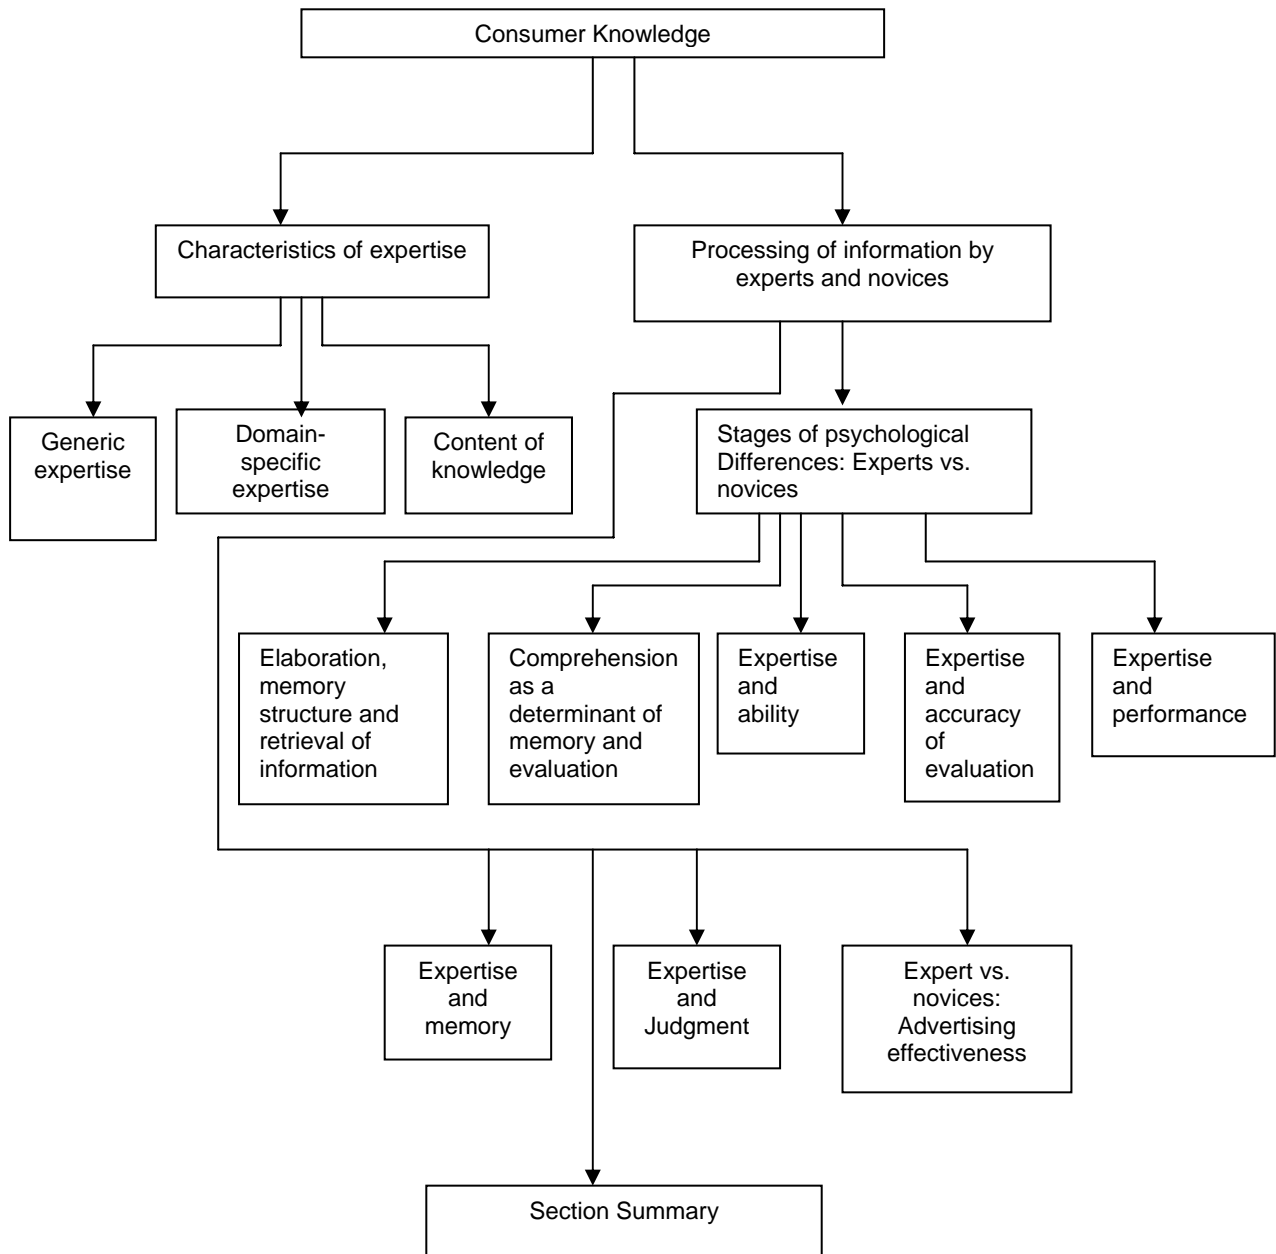 Consumer Knowledge
Characteristics of expertise
Processing of information by
experts and novices
Generic
expertise
Domain-
specific
expertise
Content of
knowledge
Stages of psychological
Differences: Experts vs.
novices
Elaboration,
memory
structure and
retrieval of
information
Comprehension
as a
determinant of
memory and
evaluation
Expertise
and
ability
Expertise
and
accuracy
of
evaluation
Expertise
and
performance
Expertise
and
memory
Expertise
and
Judgment
Expert vs.
novices:
Advertising
effectiveness
Section Summary